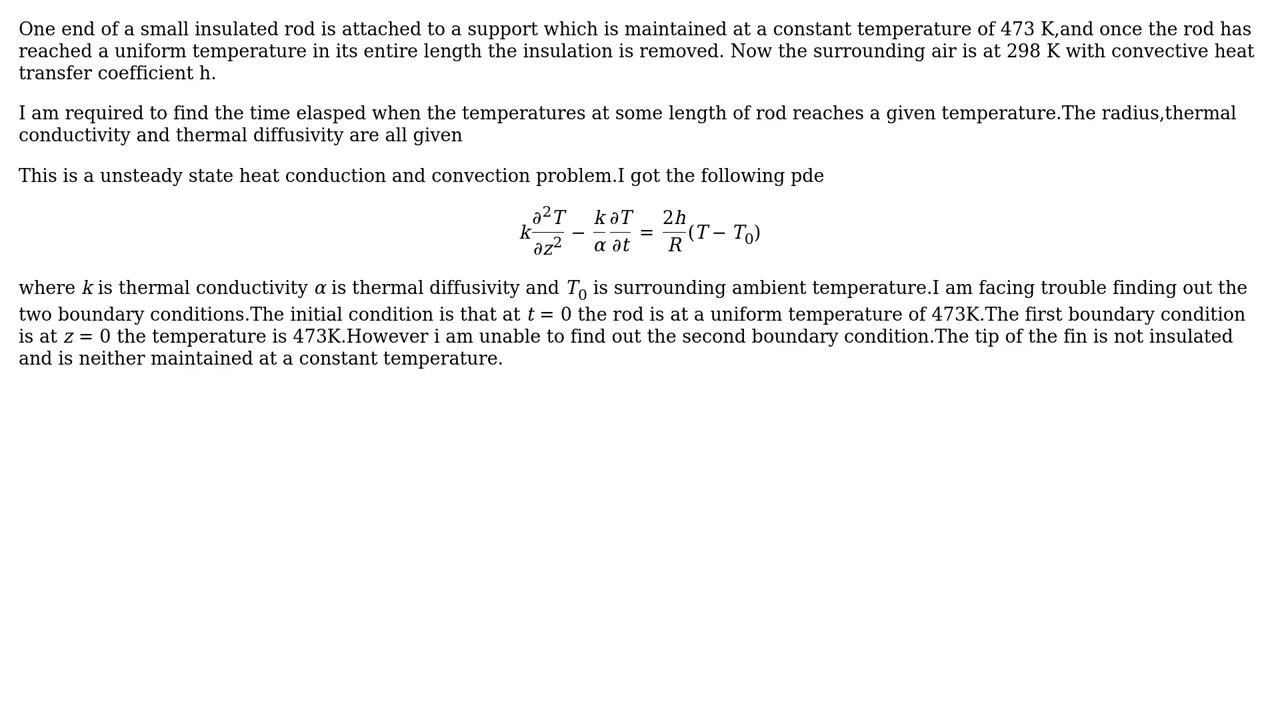 One end of a small insulated rod is attached to a support which is maintained at a constant temperature of 473 K,and once the rod has
reached a uniform temperature in its entire length the insulation is removed. Now the surrounding air is at 298 K with convective heat
transfer coefficient h.
I am required to find the time elasped when the temperatures at some length of rod reaches a given temperature.The radius,thermal
conductivity and thermal diffusivity are all given
This is a unsteady state heat conduction and convection problem.I got the following pde
k ∂²T/∂z² − k/α ∂T/∂t = 2h/R (T − T₀)
where k is thermal conductivity α is thermal diffusivity and T₀ is surrounding ambient temperature.I am facing trouble finding out the
two boundary conditions.The initial condition is that at t = 0 the rod is at a uniform temperature of 473K.The first boundary condition
is at z = 0 the temperature is 473K.However i am unable to find out the second boundary condition.The tip of the fin is not insulated
and is neither maintained at a constant temperature.